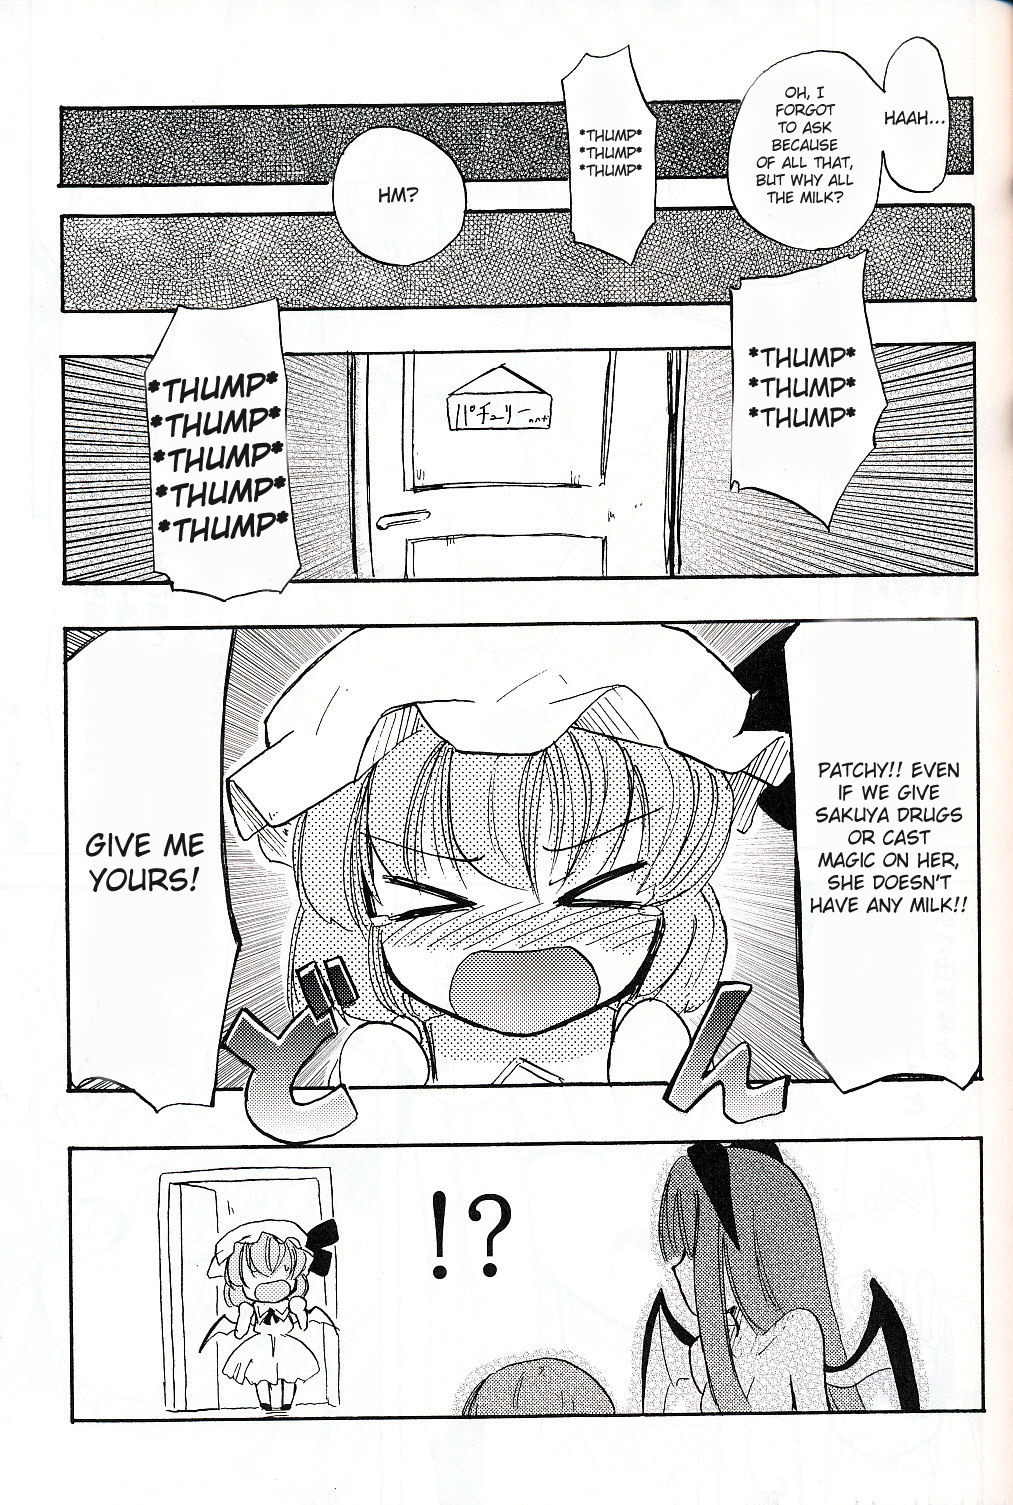 HAAH...
OH, I
FORGOT
TO ASK
BECAUSE
OF ALL THAT,
BUT WHY ALL
THE MILK?
*THUMP*
*THUMP*
*THUMP*
HM?
*THUMP*
*THUMP*
*THUMP*
パチュリー
*THUMP*
*THUMP*
*THUMP*
*THUMP*
*THUMP*
PATCHY!! EVEN
IF WE GIVE
SAKUYA DRUGS
OR CAST
MAGIC ON HER,
SHE DOESN'T
HAVE ANY MILK!!
GIVE ME
YOURS!
どん
!?